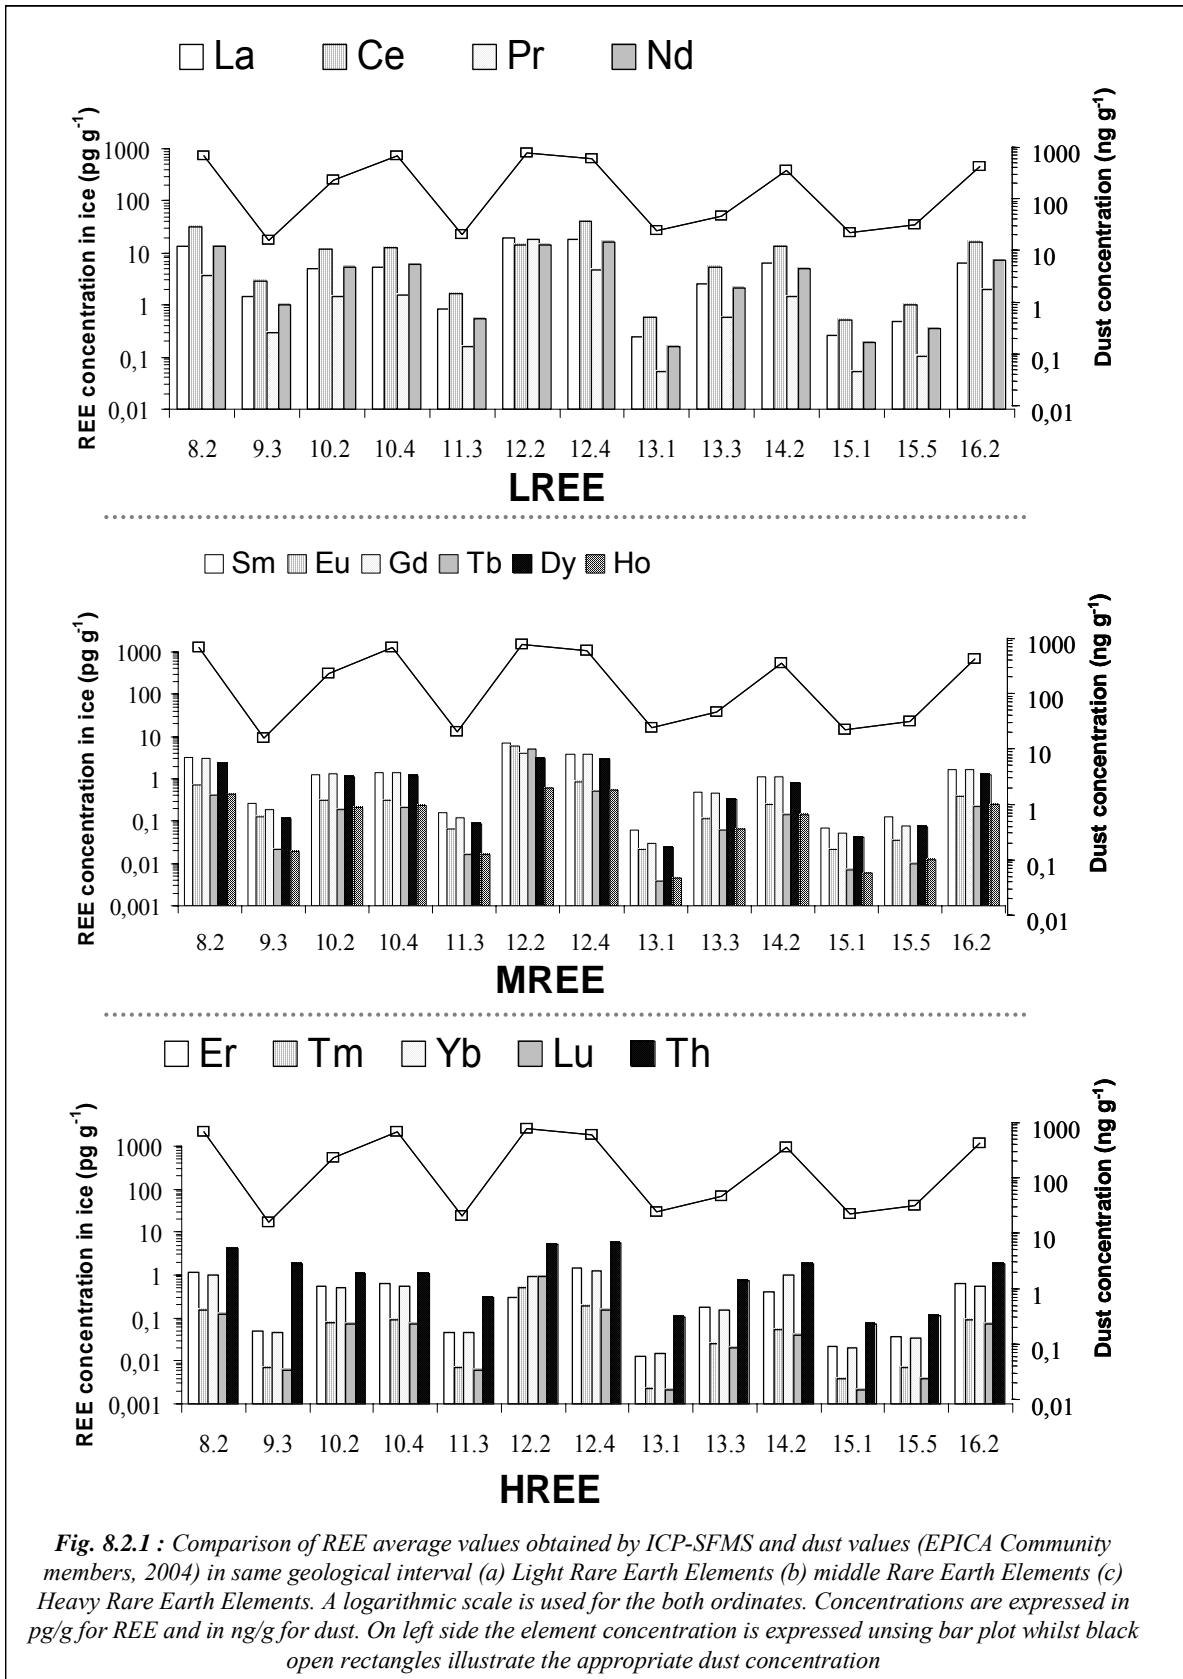 La Ce Pr Nd
REE concentration in ice (pg g-1)
1000
100
10
1
0,1
0,01
Dust concentration (ng g-1)
1000
100
10
1
0,1
0,01
8.2 9.3 10.2 10.4 11.3 12.2 12.4 13.1 13.3 14.2 15.1 15.5 16.2
LREE
Sm Eu Gd Tb Dy Ho
REE concentration in ice (pg g-1)
1000
100
10
1
0,1
0,01
0,001
Dust concentration (ng g-1)
1000
100
10
1
0,1
0,01
8.2 9.3 10.2 10.4 11.3 12.2 12.4 13.1 13.3 14.2 15.1 15.5 16.2
MREE
Er Tm Yb Lu Th
REE concentration in ice (pg g-1)
1000
100
10
1
0,1
0,01
0,001
Dust concentration (ng g-1)
1000
100
10
1
0,1
0,01
8.2 9.3 10.2 10.4 11.3 12.2 12.4 13.1 13.3 14.2 15.1 15.5 16.2
HREE
Fig. 8.2.1 : Comparison of REE average values obtained by ICP-SFMS and dust values (EPICA Community
members, 2004) in same geological interval (a) Light Rare Earth Elements (b) middle Rare Earth Elements (c)
Heavy Rare Earth Elements. A logarithmic scale is used for the both ordinates. Concentrations are expressed in
pg/g for REE and in ng/g for dust. On left side the element concentration is expressed unsing bar plot whilst black
open rectangles illustrate the appropriate dust concentration